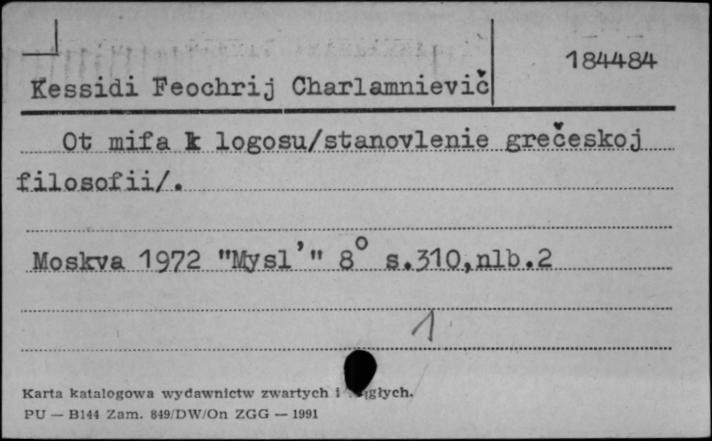 184484
Kessidi Feochrij Charlamnievič
Ot mifa k logosu/stanovlenie grečeskoj
filosofii/.
Moskva 1972 "Mysl'" 8° s.310,nlb.2
1
Karta katalogowa wydawnictw zwartych i
PU — B144 Zam. 849/DW/On ZGG — 1991